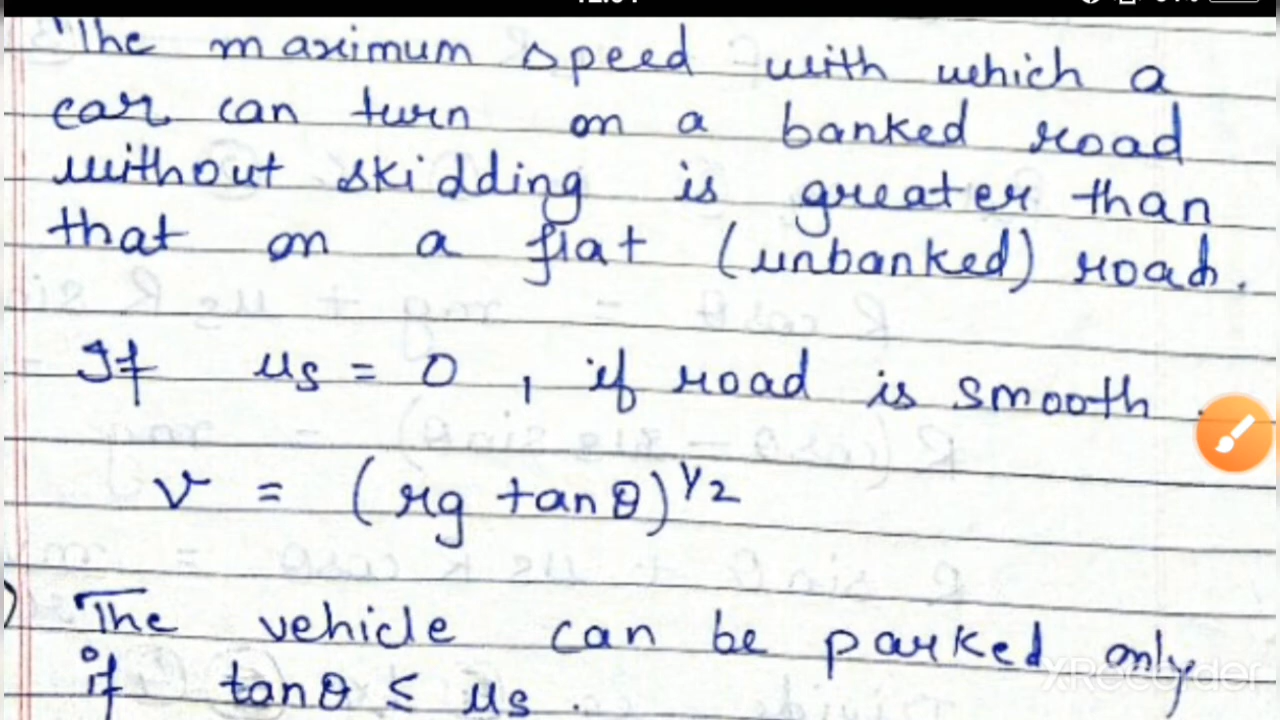 The maximum speed with which a
car can turn on a banked road
without skidding is greater than
that on a flat (unbanked) road.
If μs = 0, if road is smooth.
v = (rg tanθ)^1/2
The vehicle can be parked only
if tanθ ≤ μs.
XRecorder